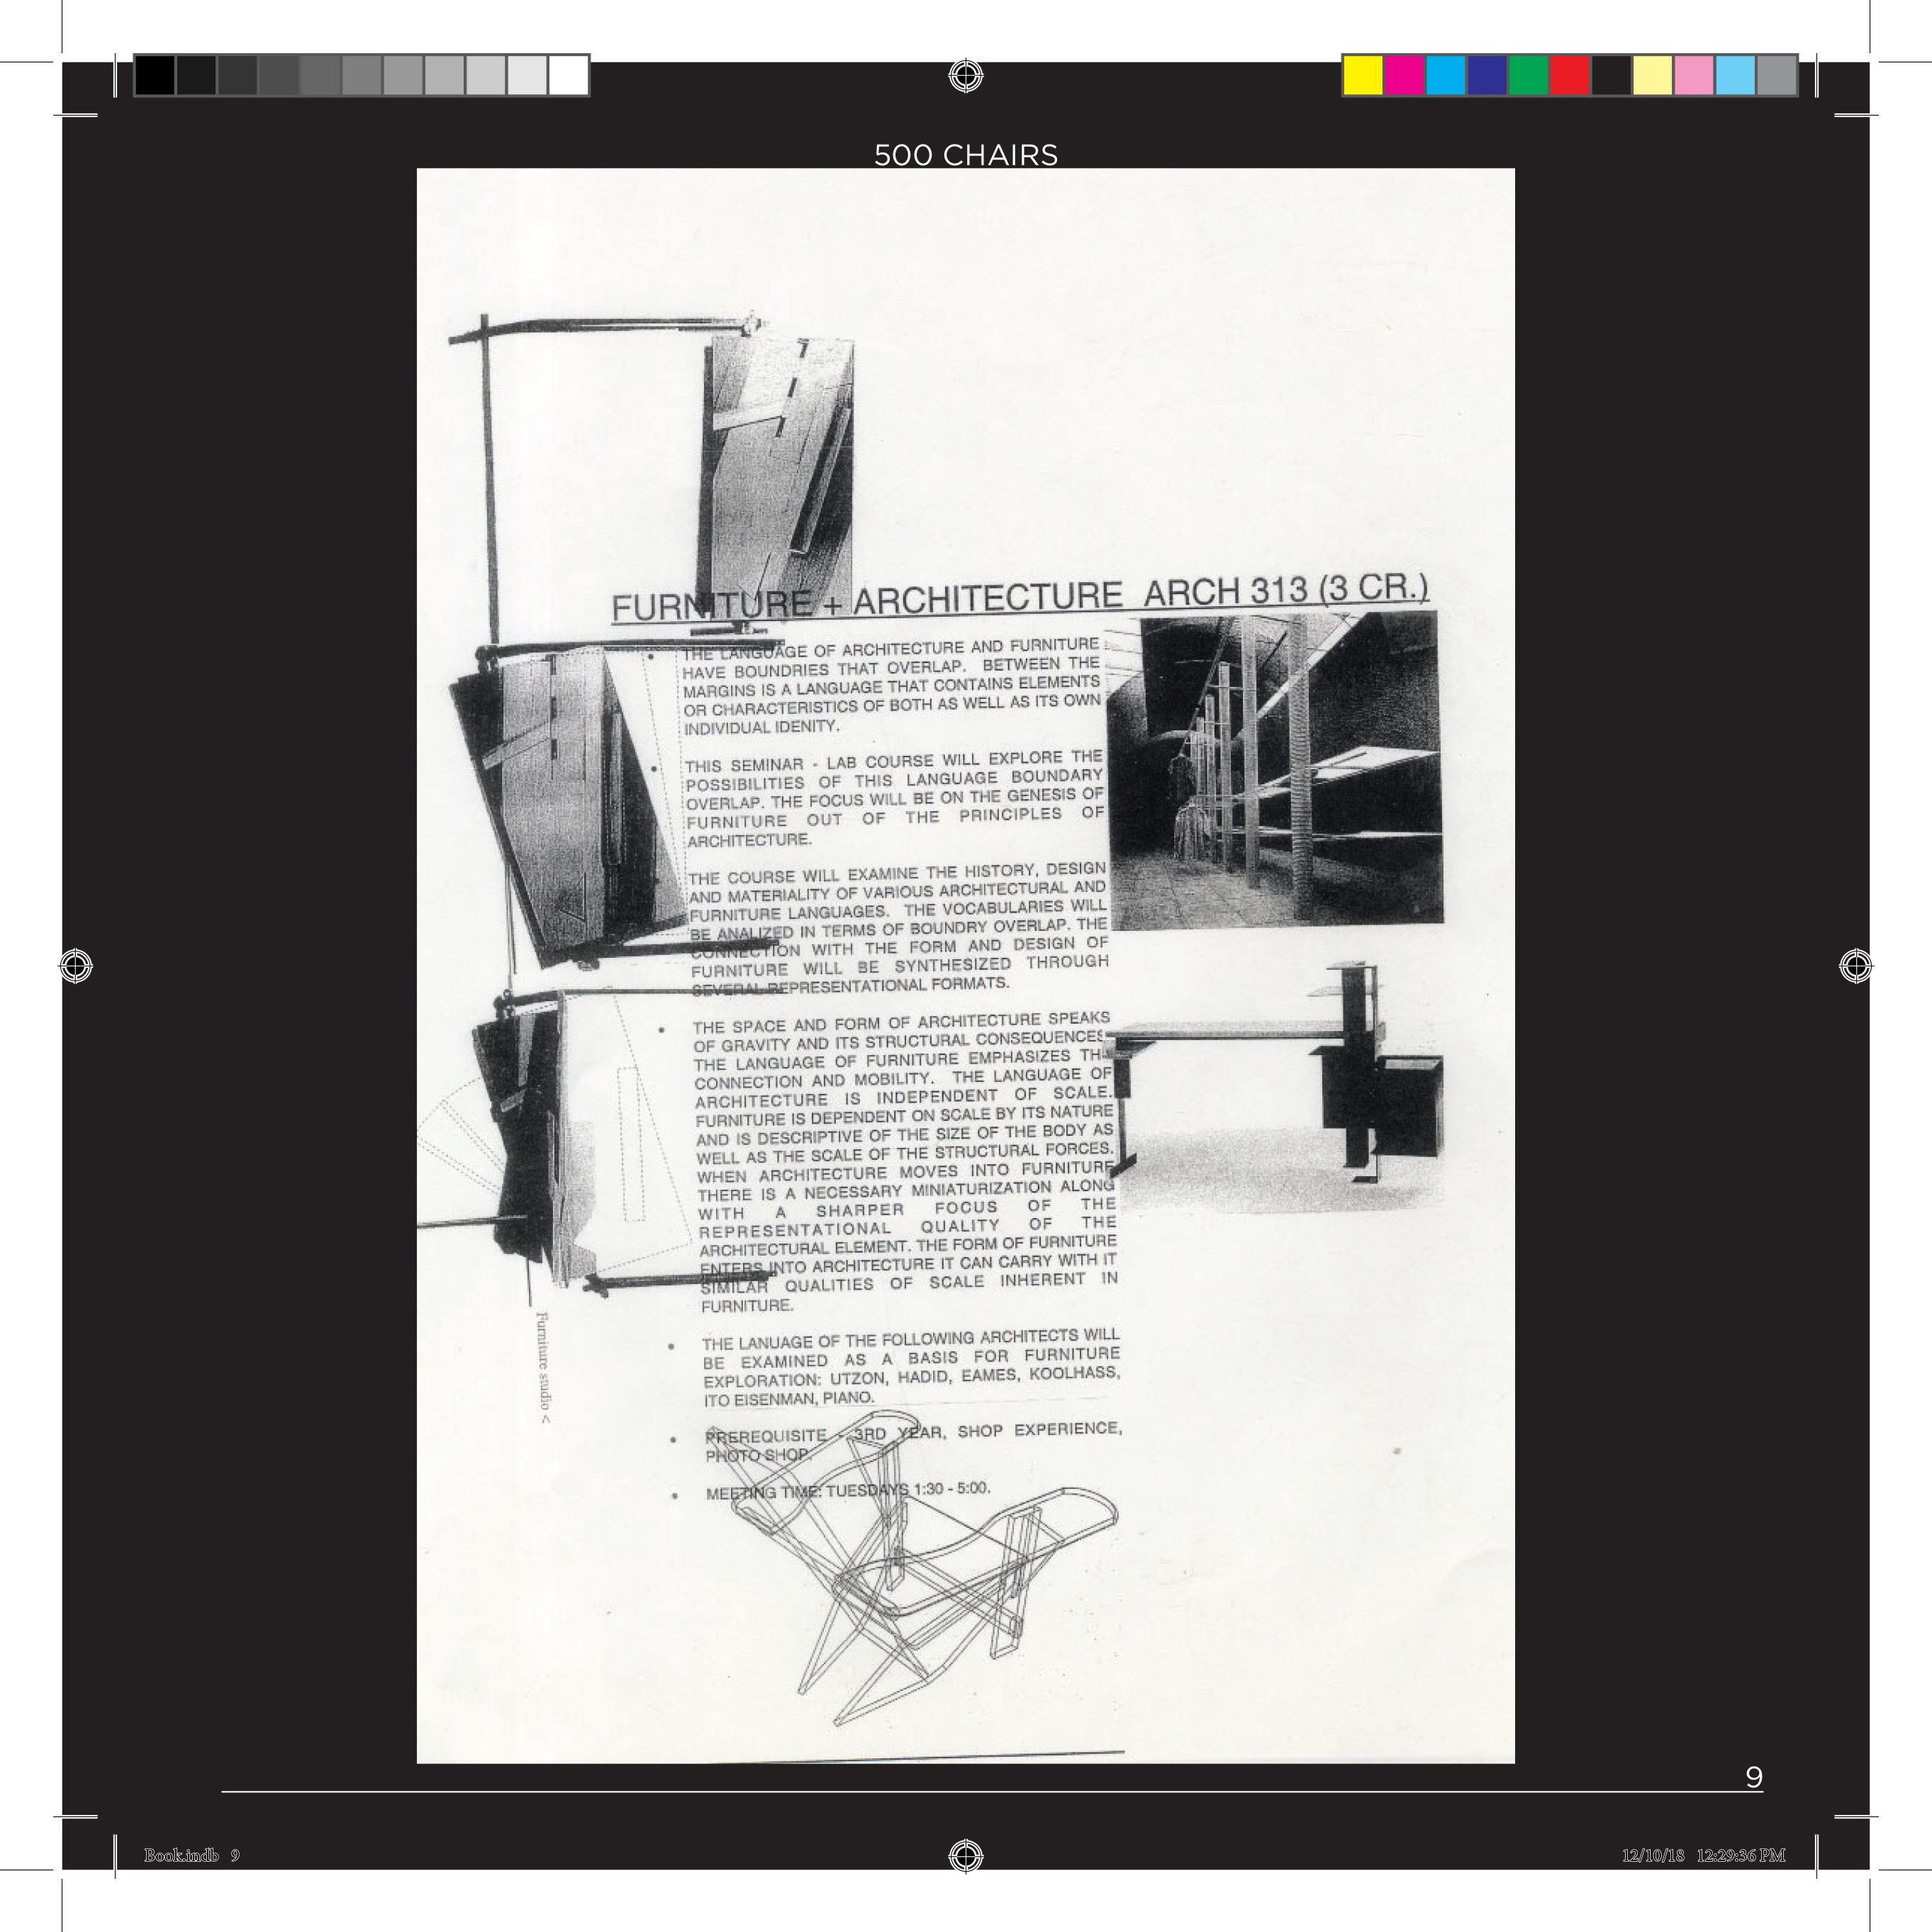 500 CHAIRS
FURNITURE + ARCHITECTURE ARCH 313 (3 CR.)
• THE LANGUAGE OF ARCHITECTURE AND FURNITURE
HAVE BOUNDRIES THAT OVERLAP. BETWEEN THE
MARGINS IS A LANGUAGE THAT CONTAINS ELEMENTS
OR CHARACTERISTICS OF BOTH AS WELL AS ITS OWN
INDIVIDUAL IDENITY.
• THIS SEMINAR - LAB COURSE WILL EXPLORE THE
POSSIBILITIES OF THIS LANGUAGE BOUNDARY
OVERLAP. THE FOCUS WILL BE ON THE GENESIS OF
FURNITURE OUT OF THE PRINCIPLES OF
ARCHITECTURE.
THE COURSE WILL EXAMINE THE HISTORY, DESIGN
AND MATERIALITY OF VARIOUS ARCHITECTURAL AND
FURNITURE LANGUAGES. THE VOCABULARIES WILL
BE ANALIZED IN TERMS OF BOUNDRY OVERLAP. THE
CONNECTION WITH THE FORM AND DESIGN OF
FURNITURE WILL BE SYNTHESIZED THROUGH
SEVERAL REPRESENTATIONAL FORMATS.
• THE SPACE AND FORM OF ARCHITECTURE SPEAKS
OF GRAVITY AND ITS STRUCTURAL CONSEQUENCES
THE LANGUAGE OF FURNITURE EMPHASIZES THE
CONNECTION AND MOBILITY. THE LANGUAGE OF
ARCHITECTURE IS INDEPENDENT OF SCALE.
FURNITURE IS DEPENDENT ON SCALE BY ITS NATURE
AND IS DESCRIPTIVE OF THE SIZE OF THE BODY AS
WELL AS THE SCALE OF THE STRUCTURAL FORCES.
WHEN ARCHITECTURE MOVES INTO FURNITURE
THERE IS A NECESSARY MINIATURIZATION ALONG
WITH A SHARPER FOCUS OF THE
REPRESENTATIONAL QUALITY OF THE
ARCHITECTURAL ELEMENT. THE FORM OF FURNITURE
ENTERS INTO ARCHITECTURE IT CAN CARRY WITH IT
SIMILAR QUALITIES OF SCALE INHERENT IN
FURNITURE.
Furniture studio <
• THE LANUAGE OF THE FOLLOWING ARCHITECTS WILL
BE EXAMINED AS A BASIS FOR FURNITURE
EXPLORATION: UTZON, HADID, EAMES, KOOLHASS,
ITO EISENMAN, PIANO.
• PREREQUISITE - 3RD YEAR, SHOP EXPERIENCE,
PHOTO SHOP.
• MEETING TIME: TUESDAYS 1:30 - 5:00.
9
Book.indb 9
12/10/18 12:29:36 PM